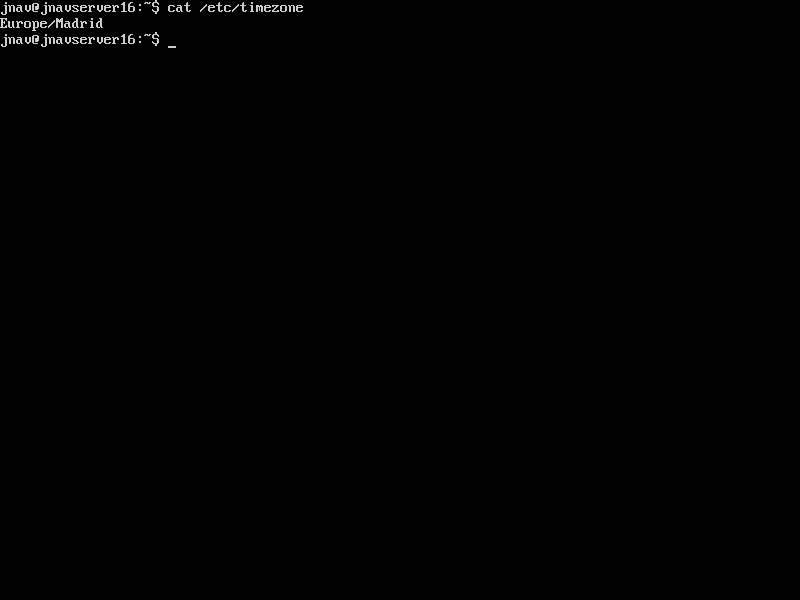 jnav@jnavserver16:~$ cat /etc/timezone
Europe/Madrid
jnav@jnavserver16:~$ _